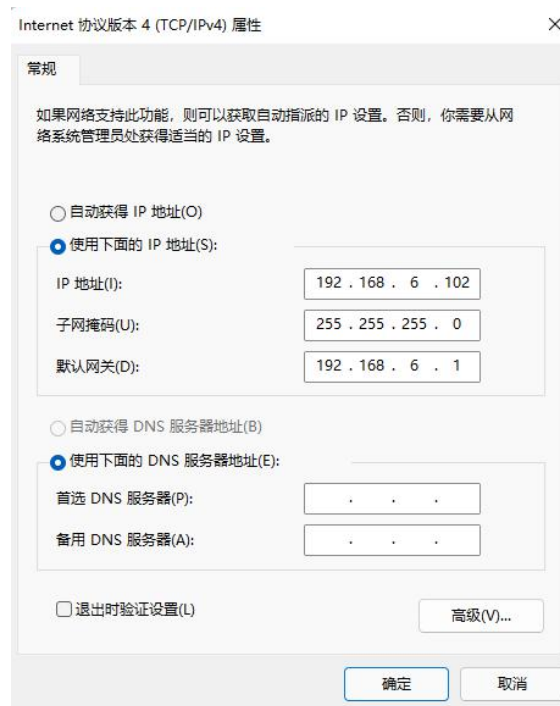 Internet 协议版本 4 (TCP/IPv4) 属性
常规
如果网络支持此功能，则可以获取自动指派的 IP 设置。否则，你需要从网
络系统管理员处获得适当的 IP 设置。
自动获得 IP 地址(O)
使用下面的 IP 地址(S):
IP 地址(I):
192 . 168 . 6 . 102
子网掩码(U):
255 . 255 . 255 . 0
默认网关(D):
192 . 168 . 6 . 1
自动获得 DNS 服务器地址(B)
使用下面的 DNS 服务器地址(E):
首选 DNS 服务器(P):
. . .
备用 DNS 服务器(A):
. . .
退出时验证设置(L)
高级(V)...
确定
取消